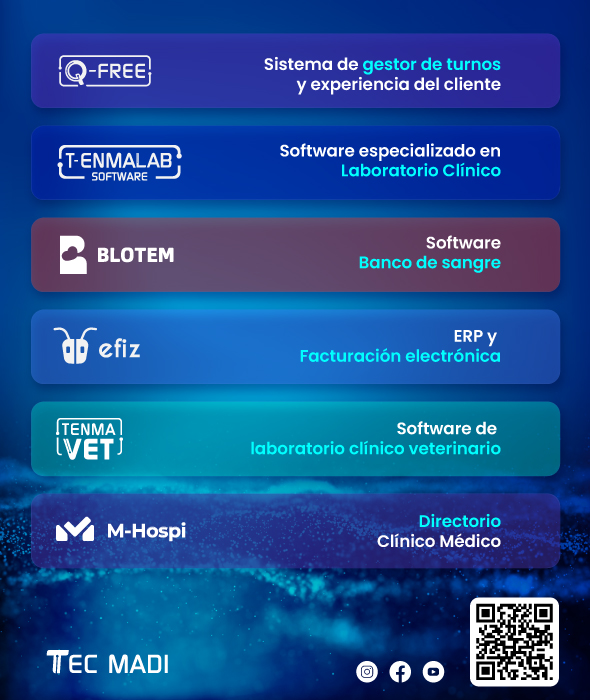 Q-FREE
Sistema de gestor de turnos
y experiencia del cliente
T-ENMALAB
SOFTWARE
Software especializado en
Laboratorio Clínico
BLOTEM
Software
Banco de sangre
efiz
ERP y
Facturación electrónica
TENMA
VET
Software de
laboratorio clínico veterinario
M-Hospi
Directorio
Clínico Médico
TEC MADI